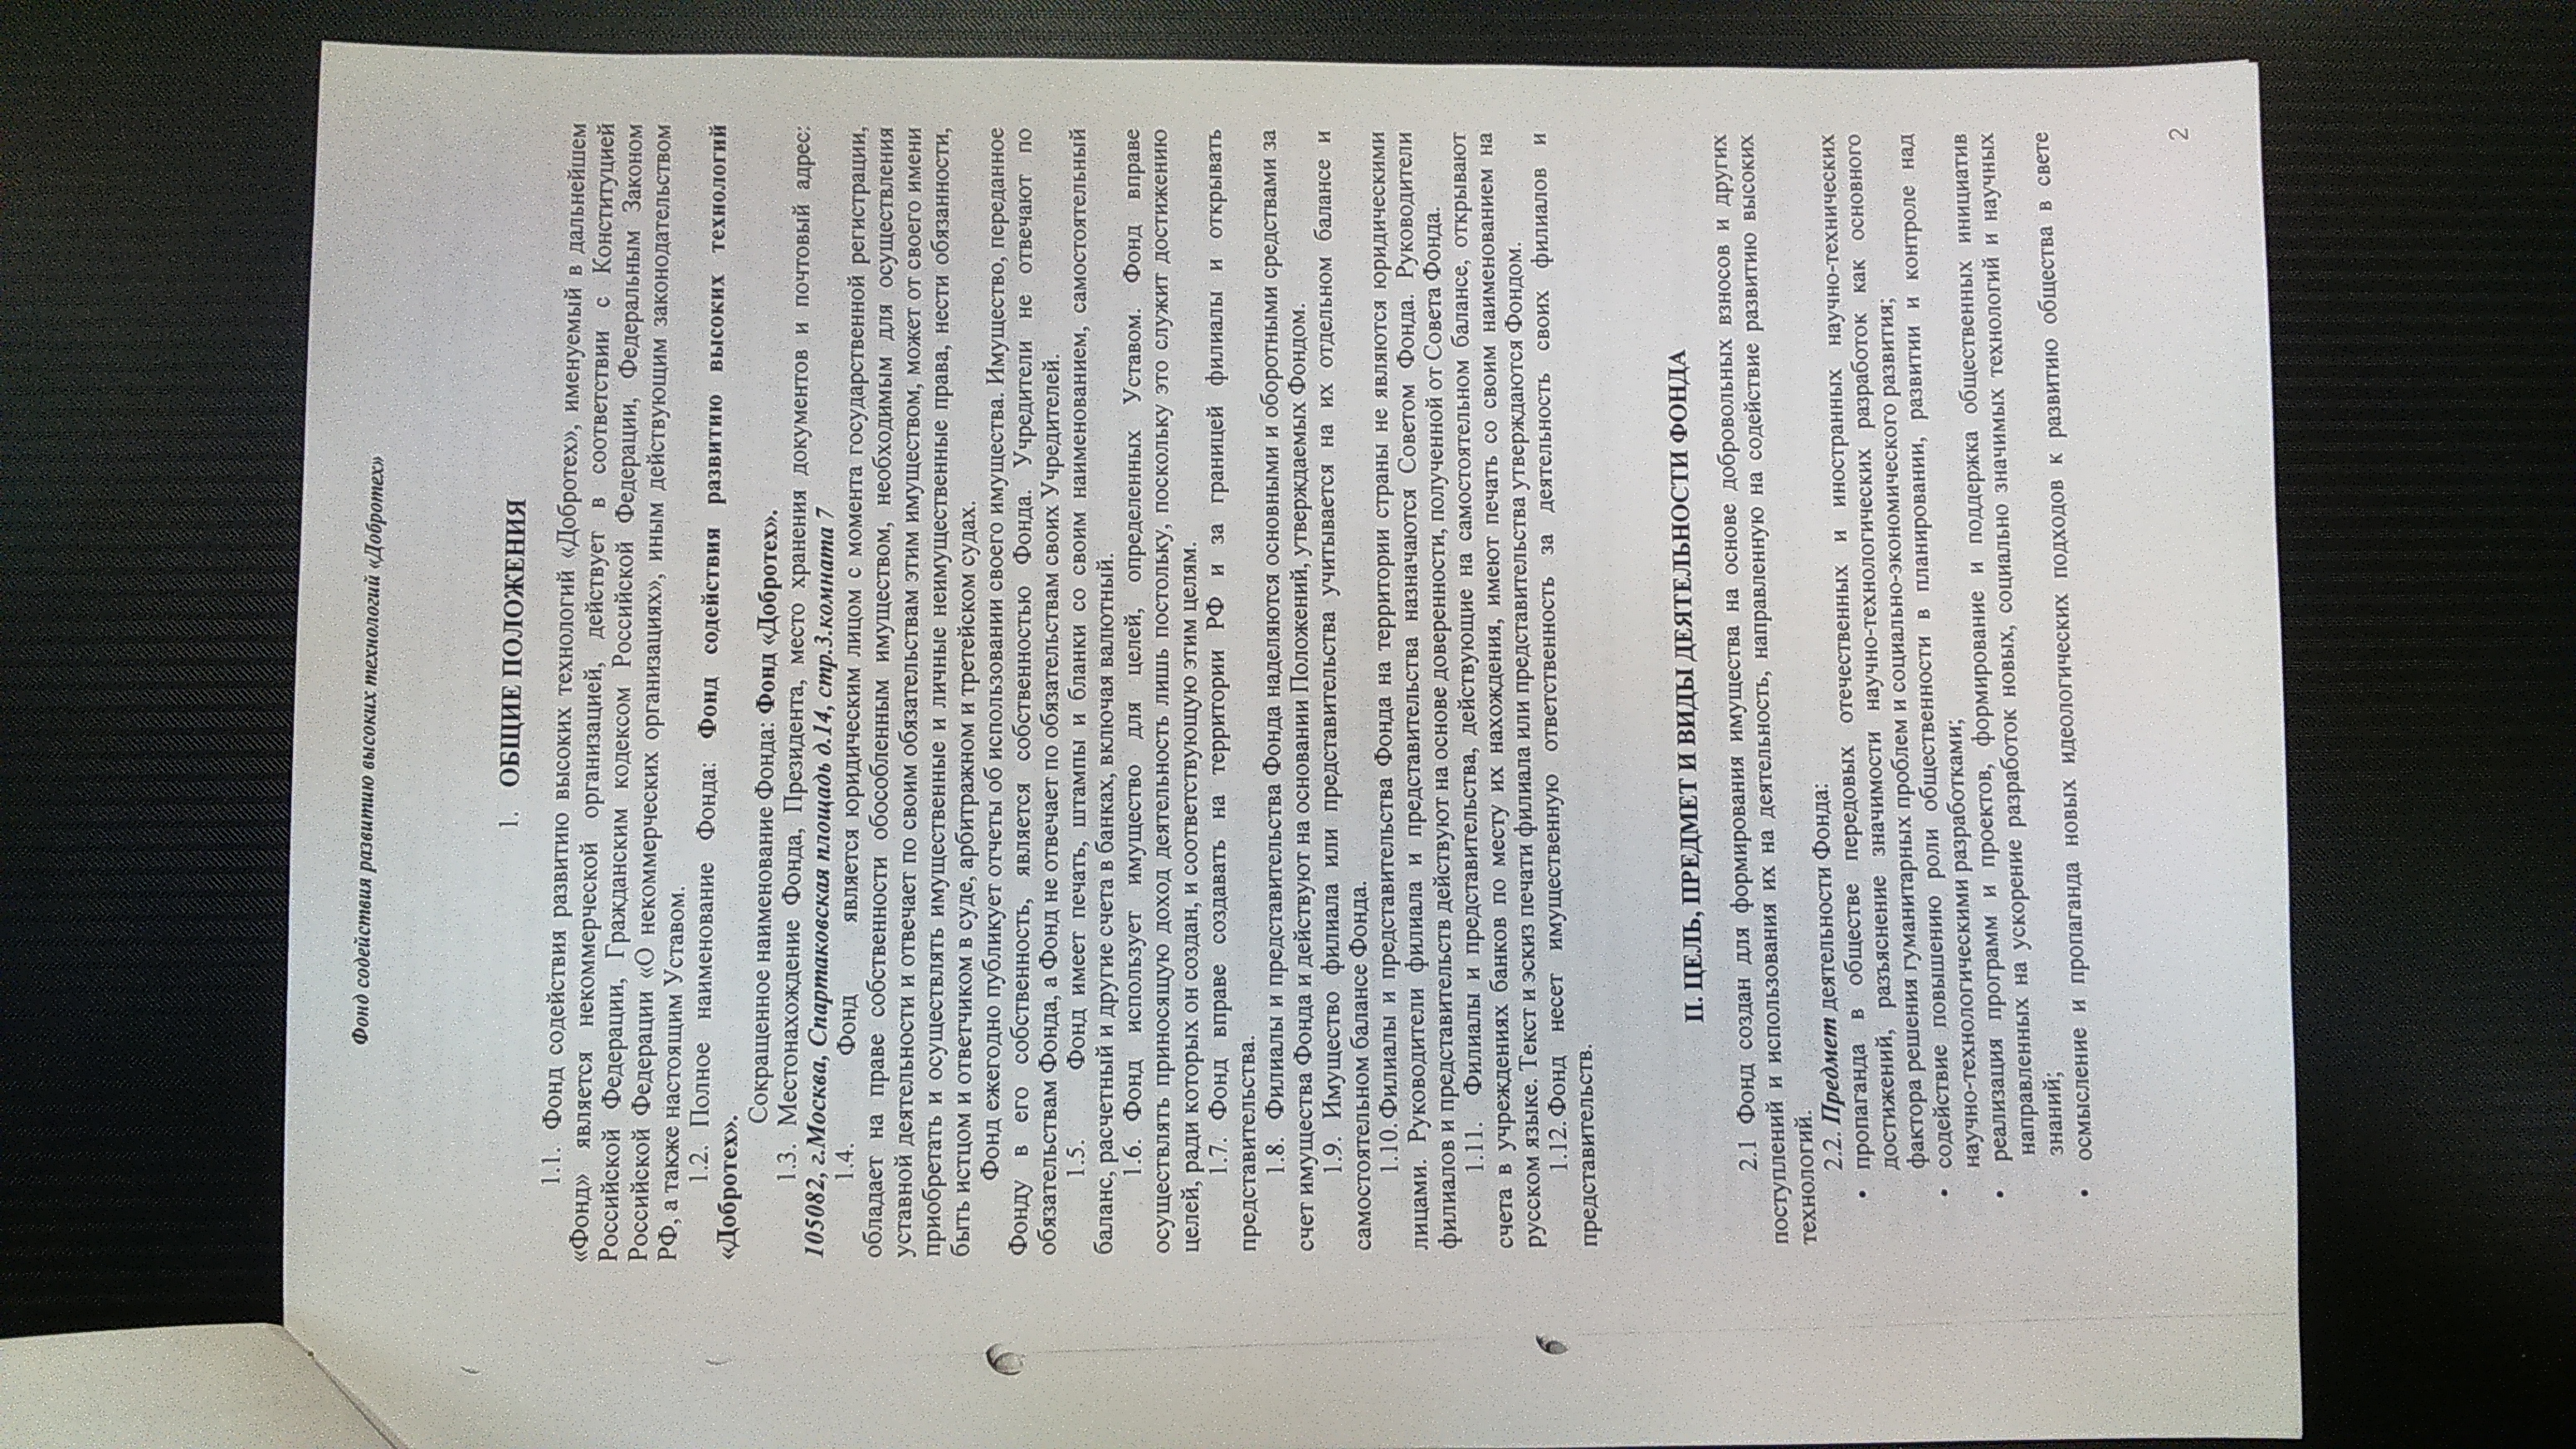 Фонд содействия развитию высоких технологий «Добротех»
1. ОБЩИЕ ПОЛОЖЕНИЯ
1.1. Фонд содействия развитию высоких технологий «Добротех», именуемый в дальнейшем
«Фонд» является некоммерческой организацией, действует в соответствии с Конституцией
Российской Федерации, Гражданским кодексом Российской Федерации, Федеральным Законом
Российской Федерации «О некоммерческих организациях», иным действующим законодательством
РФ, а также настоящим Уставом.
1.2. Полное наименование Фонда: Фонд содействия развитию высоких технологий
«Добротех».
Сокращенное наименование Фонда: Фонд «Добротех».
1.3. Местонахождение Фонда, Президента, место хранения документов и почтовый адрес:
105082, г.Москва, Спартаковская площадь д.14, стр.3.комната 7
1.4. Фонд является юридическим лицом с момента государственной регистрации,
обладает на праве собственности обособленным имуществом, необходимым для осуществления
уставной деятельности и отвечает по своим обязательствам этим имуществом, может от своего имени
приобретать и осуществлять имущественные и личные неимущественные права, нести обязанности,
быть истцом и ответчиком в суде, арбитражном и третейском судах.
Фонд ежегодно публикует отчеты об использовании своего имущества. Имущество, переданное
Фонду в его собственность, является собственностью Фонда. Учредители не отвечают по
обязательствам Фонда, а Фонд не отвечает по обязательствам своих Учредителей.
1.5. Фонд имеет печать, штампы и бланки со своим наименованием, самостоятельный
баланс, расчетный и другие счета в банках, включая валютный.
1.6. Фонд использует имущество для целей, определенных Уставом. Фонд вправе
осуществлять приносящую доход деятельность лишь постольку, поскольку это служит достижению
целей, ради которых он создан, и соответствующую этим целям.
1.7. Фонд вправе создавать на территории РФ и за границей филиалы и открывать
представительства.
1.8. Филиалы и представительства Фонда наделяются основными и оборотными средствами за
счет имущества Фонда и действуют на основании Положений, утверждаемых Фондом.
1.9. Имущество филиала или представительства учитывается на их отдельном балансе и
самостоятельном балансе Фонда.
1.10.Филиалы и представительства Фонда на территории страны не являются юридическими
лицами. Руководители филиала и представительства назначаются Советом Фонда. Руководители
филиалов и представительств действуют на основе доверенности, полученной от Совета Фонда.
1.11. Филиалы и представительства, действующие на самостоятельном балансе, открывают
счета в учреждениях банков по месту их нахождения, имеют печать со своим наименованием на
русском языке. Текст и эскиз печати филиала или представительства утверждаются Фондом.
1.12.Фонд несет имущественную ответственность за деятельность своих филиалов и
представительств.
II. ЦЕЛЬ, ПРЕДМЕТ И ВИДЫ ДЕЯТЕЛЬНОСТИ ФОНДА
2.1 Фонд создан для формирования имущества на основе добровольных взносов и других
поступлений и использования их на деятельность, направленную на содействие развитию высоких
технологий.
2.2. Предмет деятельности Фонда:
• пропаганда в обществе передовых отечественных и иностранных научно-технических
достижений, разъяснение значимости научно-технологических разработок как основного
фактора решения гуманитарных проблем и социально-экономического развития;
• содействие повышению роли общественности в планировании, развитии и контроле над
научно-технологическими разработками;
• реализация программ и проектов, формирование и поддержка общественных инициатив
направленных на ускорение разработок новых, социально значимых технологий и научных
знаний;
• осмысление и пропаганда новых идеологических подходов к развитию общества в свете
2